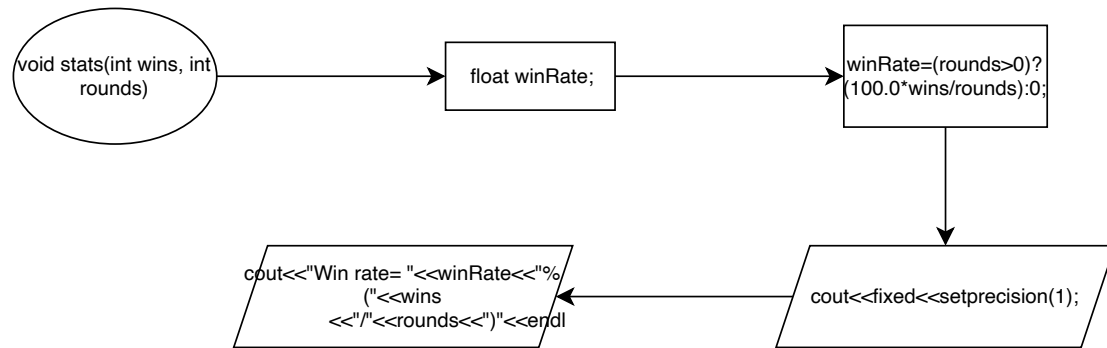 void stats(int wins, int
rounds)
float winRate;
winRate=(rounds>0)?
(100.0*wins/rounds):0;
cout<<fixed<<setprecision(1);
cout<<"Win rate= "<<winRate<<"%
("<<wins
<<"/"<<rounds<<")"<<endl